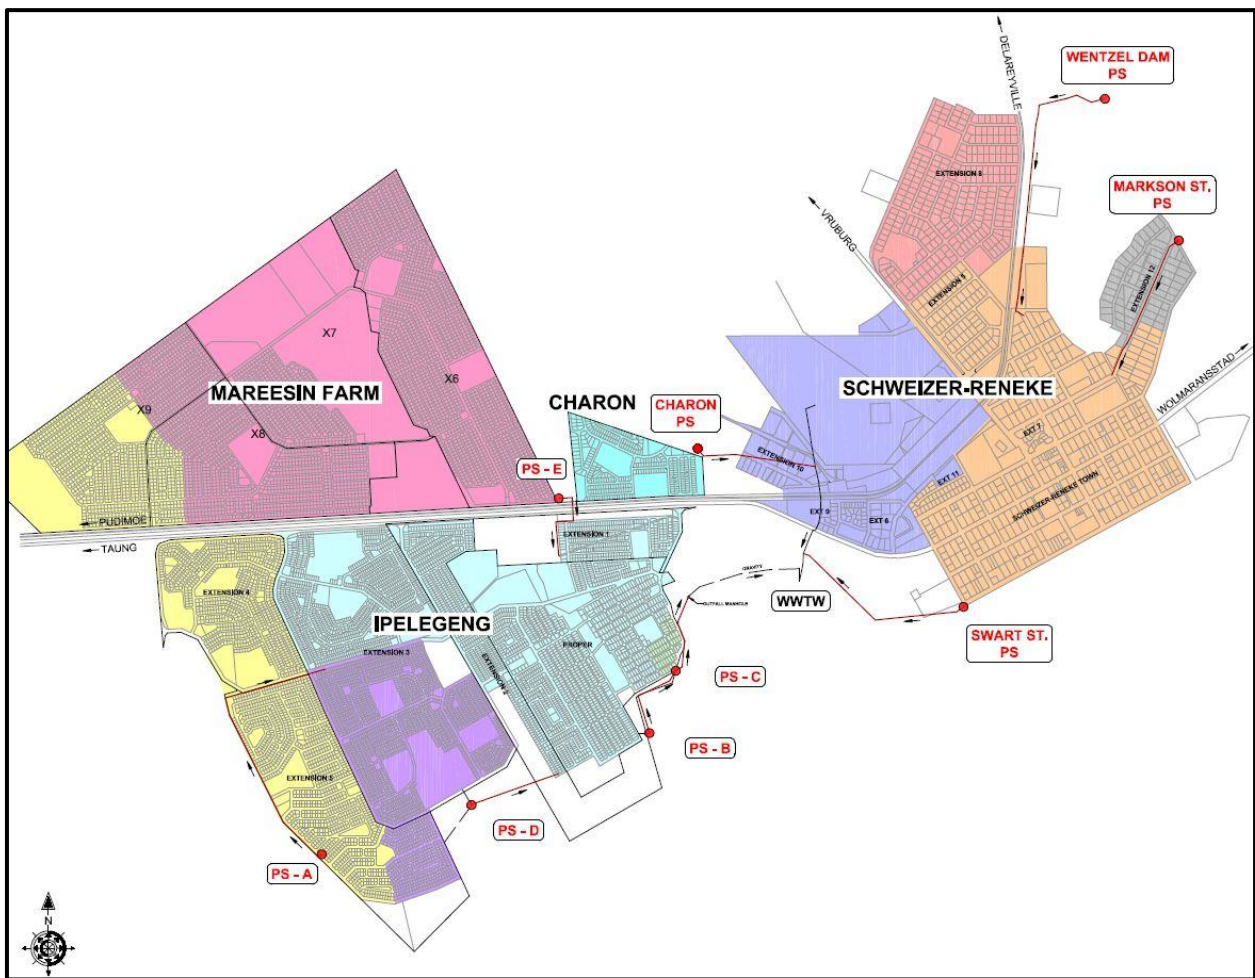 WENTZEL DAM
PS
DELAREYVILLE
EXTENSION 8
MARKSON ST.
PS
VRUBURG
EXTENSION 12
EXTENSION 5
WOLMARANSSTAD
X7
X6
MAREESIN FARM
SCHWEIZER-RENEKE
CHARON
CHARON
PS
X9
X8
EXT 7
EXTENSION 10
EXT 11
PS - E
SCHWEIZER-RENEKE TOWN
EXT 9
EXT 6
PUDIMOE
TAUNG
EXTENSION 1
GRAVITY
EXTENSION 4
WWTW
OUTFALL MANHOLE
IPELEGENG
SWART ST.
PS
PROPER
EXTENSION 3
EXTENSION 2
PS - C
PS - B
EXTENSION 5
PS - D
PS - A
N